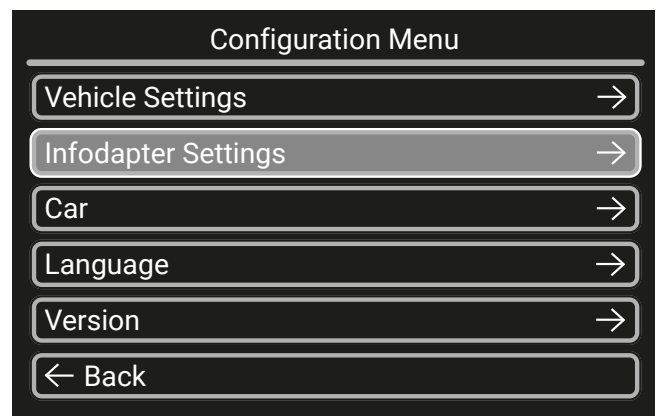 Configuration Menu
Vehicle Settings
Infodapter Settings
Car
Language
Version
Back